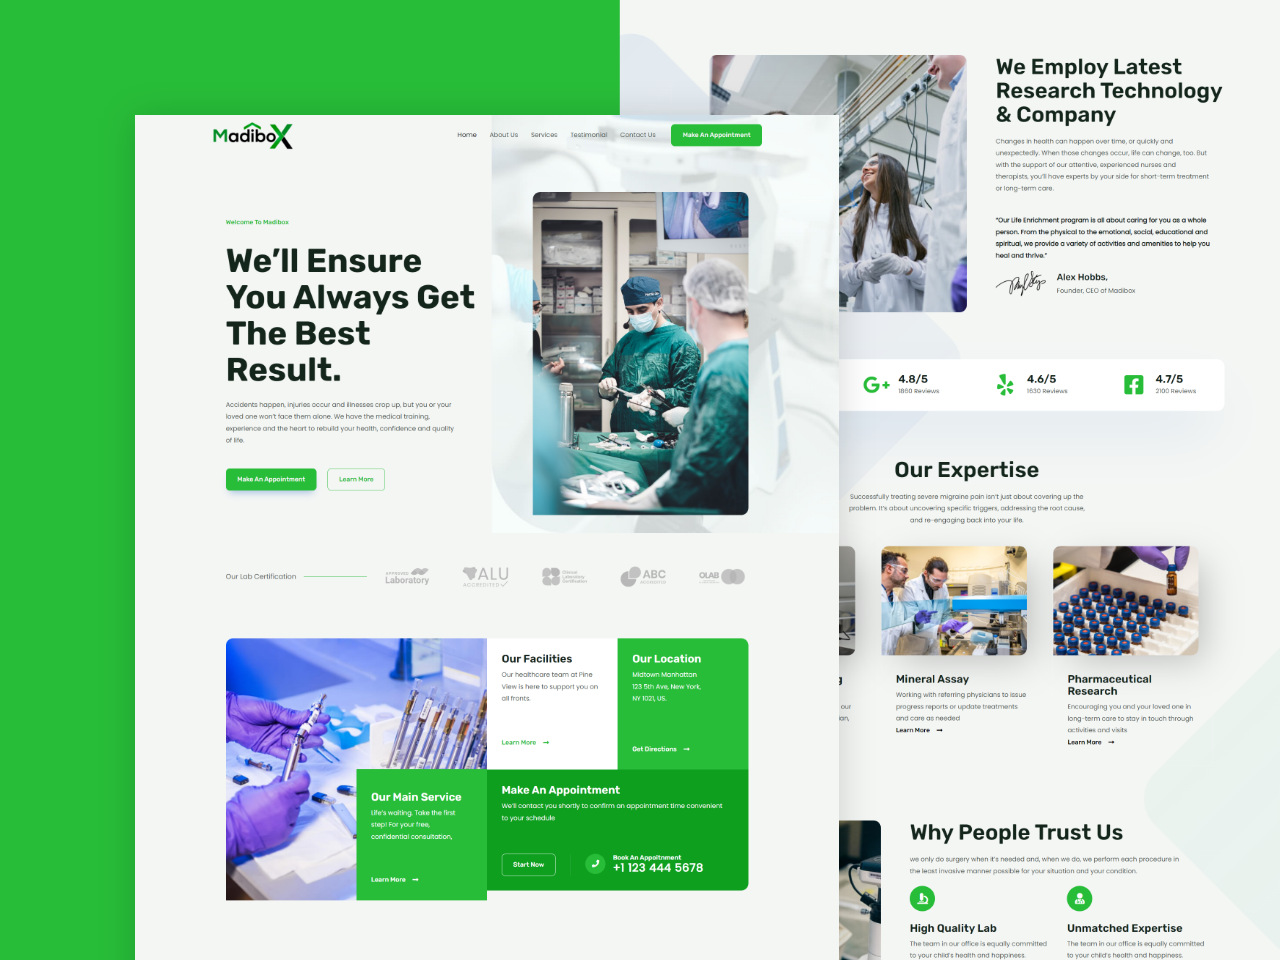 MadiboX
Home
About Us
Services
Testimonial
Contact Us
Make An Appointment
Welcome To Madibox
We’ll Ensure
You Always Get
The Best
Result.
Accidents happen, injuries occur and illnesses crop up, but you or your
loved one won’t face them alone. We have the medical training,
experience and the heart to rebuild your health, confidence and quality
of life.
Make An Appointment
Learn More
Our Lab Certification
APPROVED
Laboratory
ALU
ACCREDITED
Clinical
Laboratory
Certification
ABC
OLAB
Our Facilities
Our healthcare team at Pine
View is here to support you on
all fronts.
Learn More
Our Location
Midtown Manhattan
123 5th Ave, New York,
NY 1021, US.
Get Directions
Our Main Service
Life’s waiting. Take the first
step! For your free,
confidential consultation,
Learn More
Make An Appointment
We’ll contact you shortly to confirm an appointment time convenient
to your schedule
Start Now
Book An Appoitnment
+1 123 444 5678
We Employ Latest
Research Technology
& Company
Changes in health can happen over time, or quickly and
unexpectedly. When those changes occur, life can change, too. But
with the support of our attentive, experienced nurses and
therapists, you’ll have experts by your side for short-term treatment
or long-term care.
“Our Life Enrichment program is all about caring for you as a whole
person. From the physical to the emotional, social, educational and
spiritual, we provide a variety of activities and amenities to help you
heal and thrive.”
Alex Hobbs,
Founder, CEO of Madibox
G+
4.8/5
1860 Reviews
4.6/5
1630 Reviews
4.7/5
2100 Reviews
Our Expertise
Successfully treating severe migraine pain isn’t just about covering up the
problem. It’s about uncovering specific triggers, addressing the root cause,
and re-engaging back into your life.
g
our
an,
Mineral Assay
Working with referring physicians to issue
progress reports or update treatments
and care as needed
Learn More
Pharmaceutical
Research
Encouraging you and your loved one in
long-term care to stay in touch through
activities and visits
Learn More
Why People Trust Us
we only do surgery when it’s needed and, when we do, we perform each procedure in
the least invasive manner possible for your situation and your condition.
High Quality Lab
The team in our office is equally committed
to your child’s health and happiness.
Unmatched Expertise
The team in our office is equally committed
to your child’s health and happiness.